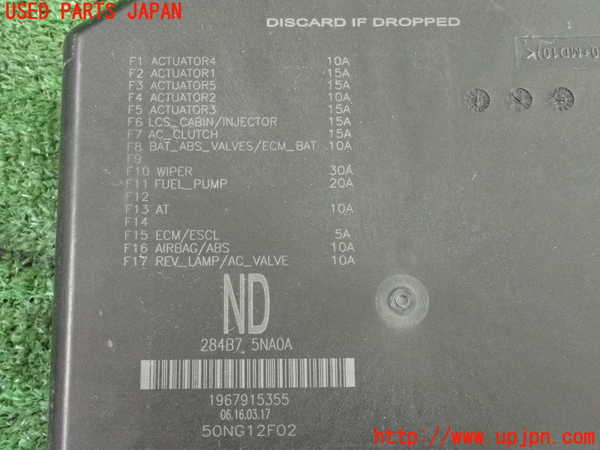 USED PARTS JAPAN
DISCARD IF DROPPED
F1 ACTUATOR4 10A
F2 ACTUATOR1 15A
F3 ACTUATOR5 15A
F4 ACTUATOR2 10A
F5 ACTUATOR3 15A
F6 LCS_CABIN/INJECTOR 15A
F7 AC_CLUTCH 15A
F8 BAT_ABS_VALVES/ECM_BAT 10A
F9
F10 WIPER 30A
F11 FUEL_PUMP 20A
F12
F13 AT 10A
F14
F15 ECM/ESCL 5A
F16 AIRBAG/ABS 10A
F17 REV_LAMP/AC_VALVE 10A
ND
284B7 5NA0A
1967915355
06.16.03.17
50NG12F02
http://www.upjpn.com